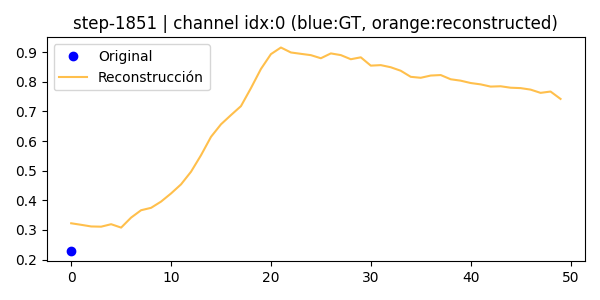 step-1851 | channel idx:0 (blue:GT, orange:reconstructed)
Original
Reconstrucción
0.9
0.8
0.7
0.6
0.5
0.4
0.3
0.2
0 10 20 30 40 50